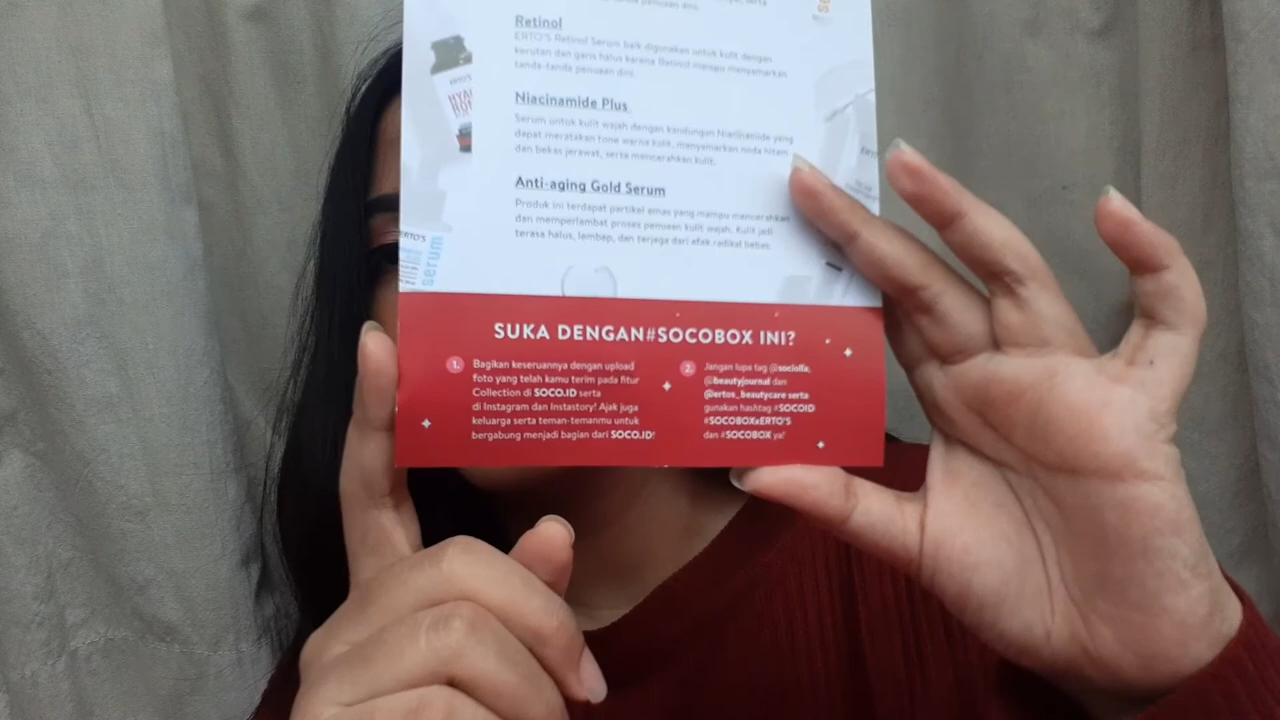 Retinol
ERTO'S Retinol Serum baik digunakan untuk kulit dengan
kerutan dan garis halus karena Retinol mampu menyamarkan
tanda-tanda penuaan dini.
Niacinamide Plus
Serum untuk kulit wajah dengan kandungan Niacinamide yang
dapat meratakan tone warna kulit, menyamarkan noda hitam
dan bekas jerawat, serta mencerahkan kulit.
Anti-aging Gold Serum
Produk ini terdapat partikel emas yang mampu mencerahkan
dan memperlambat proses penuaan kulit wajah. Kulit jadi
terasa halus, lembap, dan terjaga dari efek radikal bebas.
ERTO'S
serum
SUKA DENGAN#SOCOBOX INI?
1. Bagikan keseruannya dengan upload
foto yang telah kamu terima pada fitur
Collection di SOCO.ID serta
di Instagram dan Instastory! Ajak juga
keluarga serta teman-temanmu untuk
bergabung menjadi bagian dari SOCO.ID!
2. Jangan lupa tag @sociolla,
@beautyjournal dan
@ertos_beautycare serta
gunakan hashtag #SOCOID
#SOCOBOXxERTO'S
dan #SOCOBOX ya!